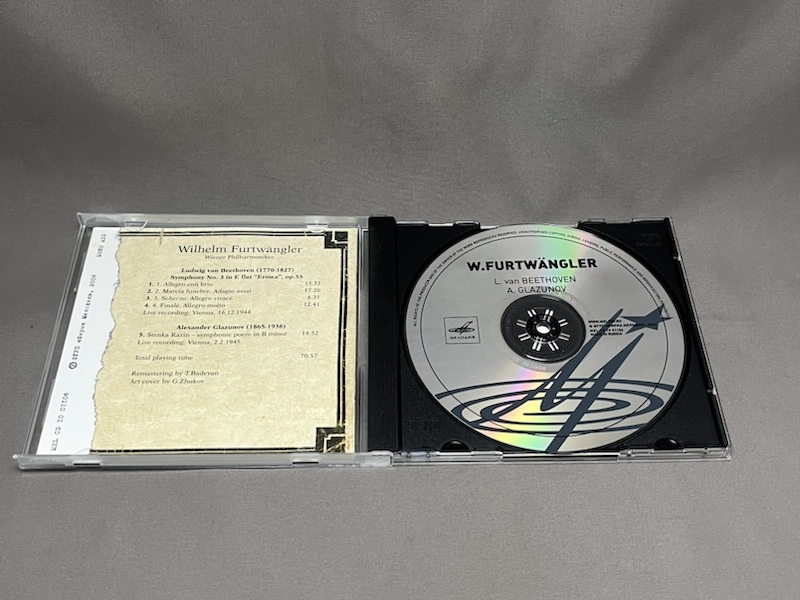 Wilhelm Furtwängler
Wiener Philharmoniker
Ludwig van Beethoven (1770-1827)
Symphony No. 3 in E flat "Eroica", op.55
1. 1. Allegro con brio 15.32
2. 2. Marcia funebre. Adagio assai 17.20
3. 3. Scherzo. Allegro vivace 6.31
4. 4. Finale. Allegro molto 12.41
Live recording: Vienna, 16.12.1944
Alexander Glazunov (1865-1936)
5. Stenka Razin – symphonic poem in B minor 18.52
Live recording: Vienna, 2.2.1945
Total playing time 70.57
Remastering by T.Badeyan
Art cover by G.Zhukov
W.FURTWÄNGLER
L. van BEETHOVEN
A. GLAZUNOV